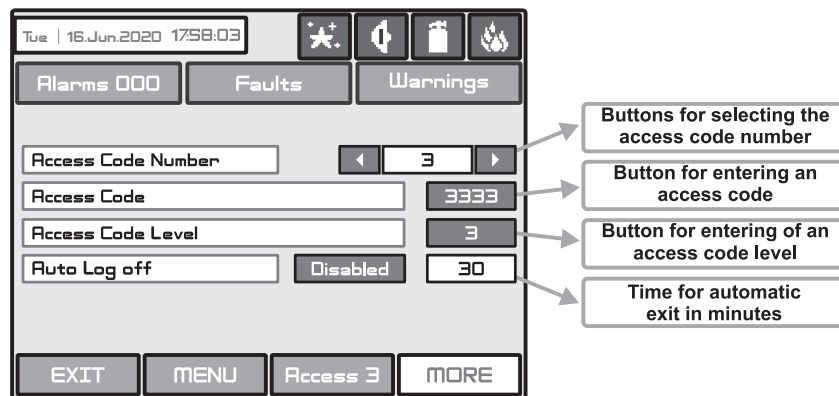 Tue | 16.Jun.2020 17:58:03
Alarms 000 Faults Warnings
Access Code Number 3
Access Code 3333
Access Code Level 3
Auto Log off Disabled 30
EXIT MENU Access 3 MORE
Buttons for selecting the
access code number
Button for entering an
access code
Button for entering of an
access code level
Time for automatic
exit in minutes